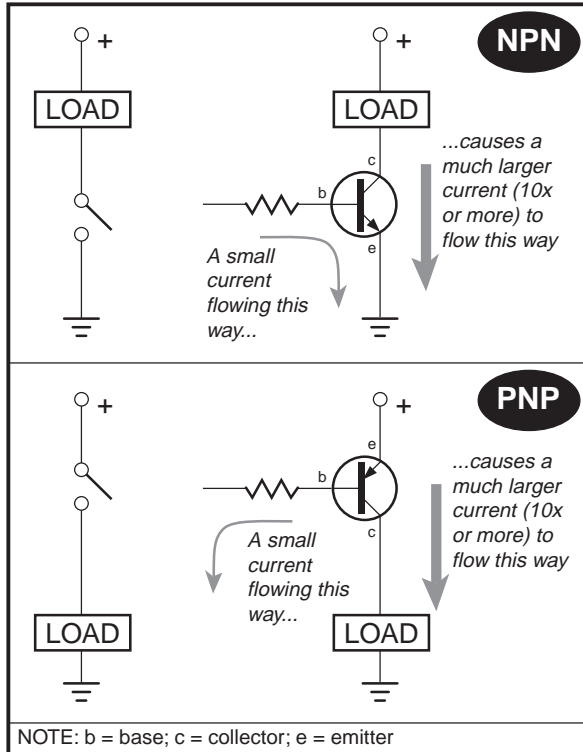 NPN
+
+
LOAD
LOAD
...causes a
much larger
current (10x
or more) to
flow this way
c
b
e
A small
current
flowing this
way...
PNP
+
+
e
b
c
...causes a
much larger
current (10x
or more) to
flow this way
A small
current
flowing this
way...
LOAD
LOAD
NOTE: b = base; c = collector; e = emitter